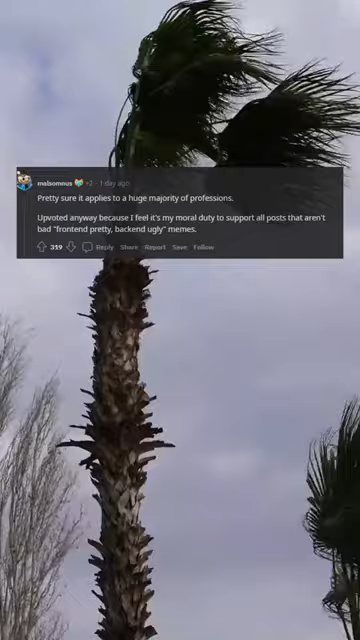 malsomnus +2 · 1 day ago
Pretty sure it applies to a huge majority of professions.
Upvoted anyway because I feel it's my moral duty to support all posts that aren't
bad "frontend pretty, backend ugly" memes.
319 Reply Share Report Save Follow